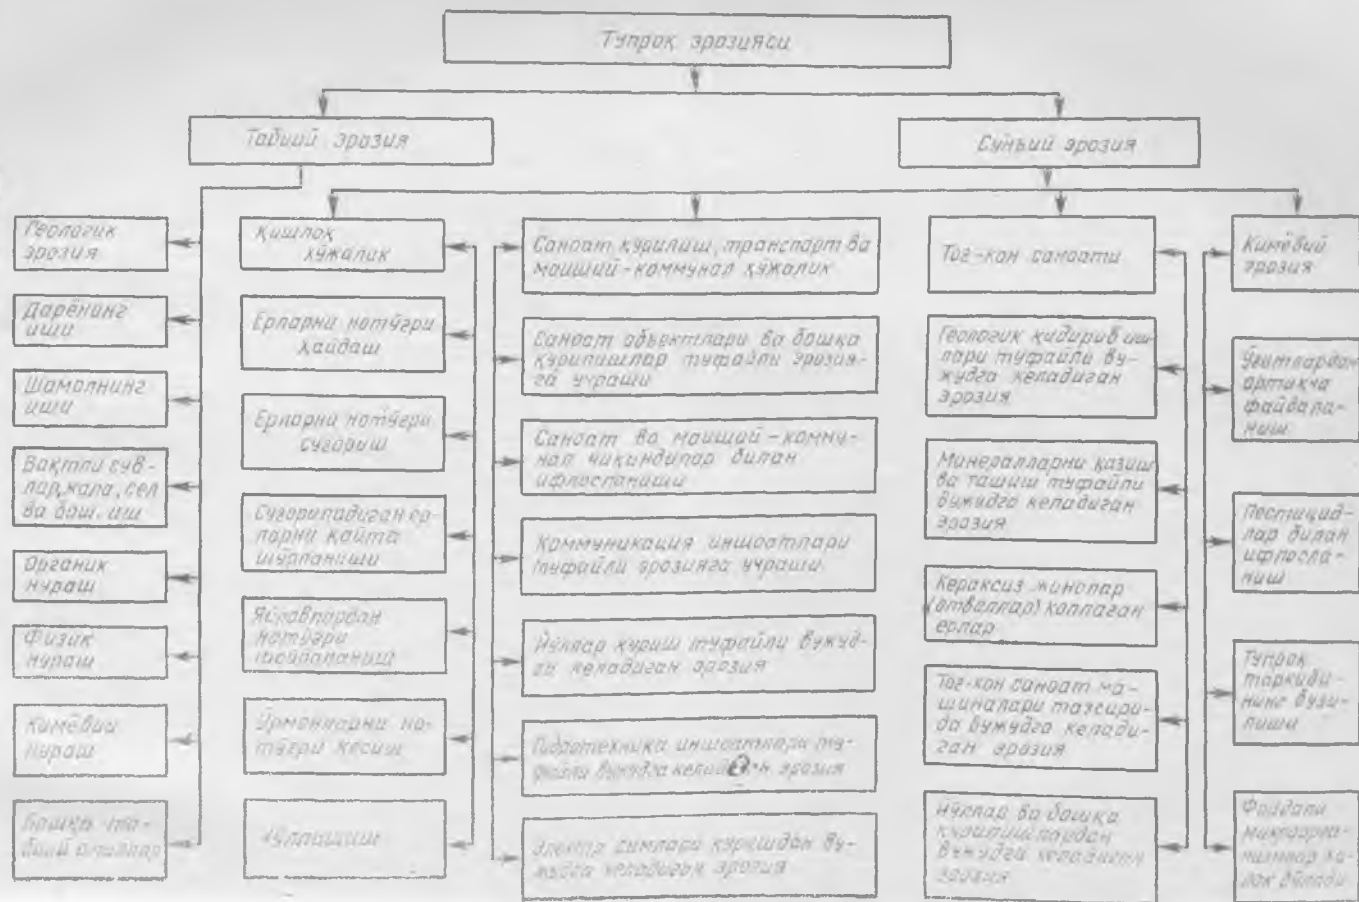 Тупроқ эрозияси
Табиий эрозия
Сунъий эрозия
Геологик
эрозия
Дарёнинг
иши
Шамолнинг
иши
Вақтли сув-
лар, жала, сел
ва бош. иш
Органик
нураш
Физик
нураш
Кимёвий
нураш
Башқа та-
биий омиллар
Қишлоқ
хўжалик
Ерларни нотўғри
ҳайдаш
Ерларни нотўғри
суғориш
Суғориладиган ер-
ларни қайта
шўрланиши
Яйловлардан
нотўғри
фойдаланиш
Ўрмонларни но-
тўғри кесиш
Чўллашиш
Саноат қурилиш, транспорт ва
маиший-коммунал хўжалик
Саноат объектлари ва бошқа
қурилишлар туфайли эрозия-
га учраши
Саноат ва маиший-комму-
нал чиқиндилар билан
ифлосланиши
Коммуникация иншоатлари
туфайли эрозияга учраши
Йўллар қуриш туфайли вужуд-
га келадиган эрозия
Гидротехника иншоатлари ту-
файли вужудга келадиган эрозия
Электр симлари қуришдан ву-
жудга келадиган эрозия
Тоғ-кон саноати
Геологик қидирив иш-
лари туфайли ву-
жудга келадиган
эрозия
Минералларни қазиш
ва ташиш туфайли
вужудга келадиган
эрозия
Кераксиз жинслар
(отваллар) қоплаган
ерлар
Тоғ-кон саноат ма-
шиналари таъсири-
да вужудга келади-
ган эрозия
Йўллар ва бошқа
қурилишлардан
вужудга келадиган
эрозия
Кимёвий
эрозия
Ўғитлардан
ортиқча
файдала-
ниш
Пестицид-
лар билан
ифлосла-
ниш
Тупроқ
таркиби-
нинг бузи-
лиши
Фойдали
микроорга-
низмлар ҳа-
лок бўлади